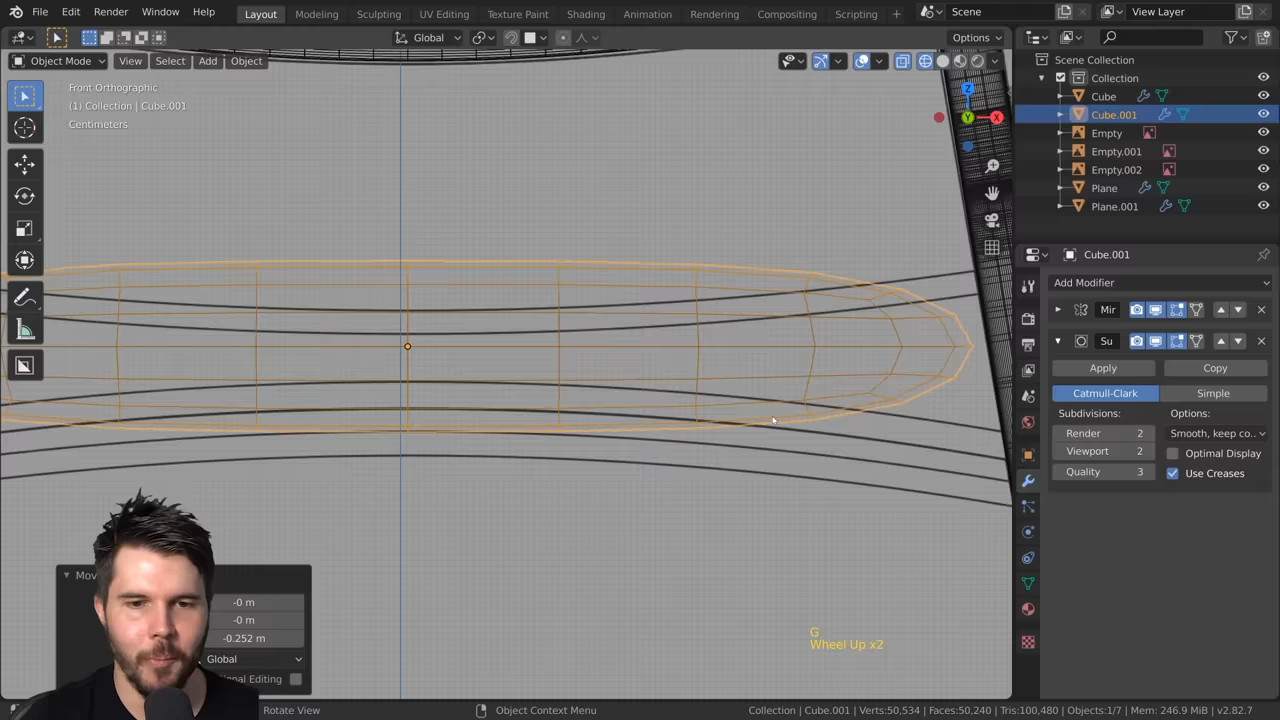 File Edit Render Window Help Layout Modeling Sculpting UV Editing Texture Paint Shading Animation Rendering Compositing Scripting + Scene View Layer
Global Options
Object Mode View Select Add Object
Front Orthographic
(1) Collection | Cube.001
Centimeters
Scene Collection
Collection
Cube
Cube.001
Empty
Empty.001
Empty.002
Plane
Plane.001
Z
Y
X
Cube.001
Add Modifier
Mir
Su
Apply Copy
Catmull-Clark Simple
Subdivisions: Options:
Render 2 Smooth, keep co..
Viewport 2 Optimal Display
Quality 3 Use Creases
Mov
-0 m
-0 m
-0.252 m
Global
G
Wheel Up x2
Rotate View Object Context Menu Collection | Cube.001 | Verts:50,534 | Faces:50,240 | Tris:100,480 | Objects:1/7 | Mem: 246.9 MiB | v2.82.7